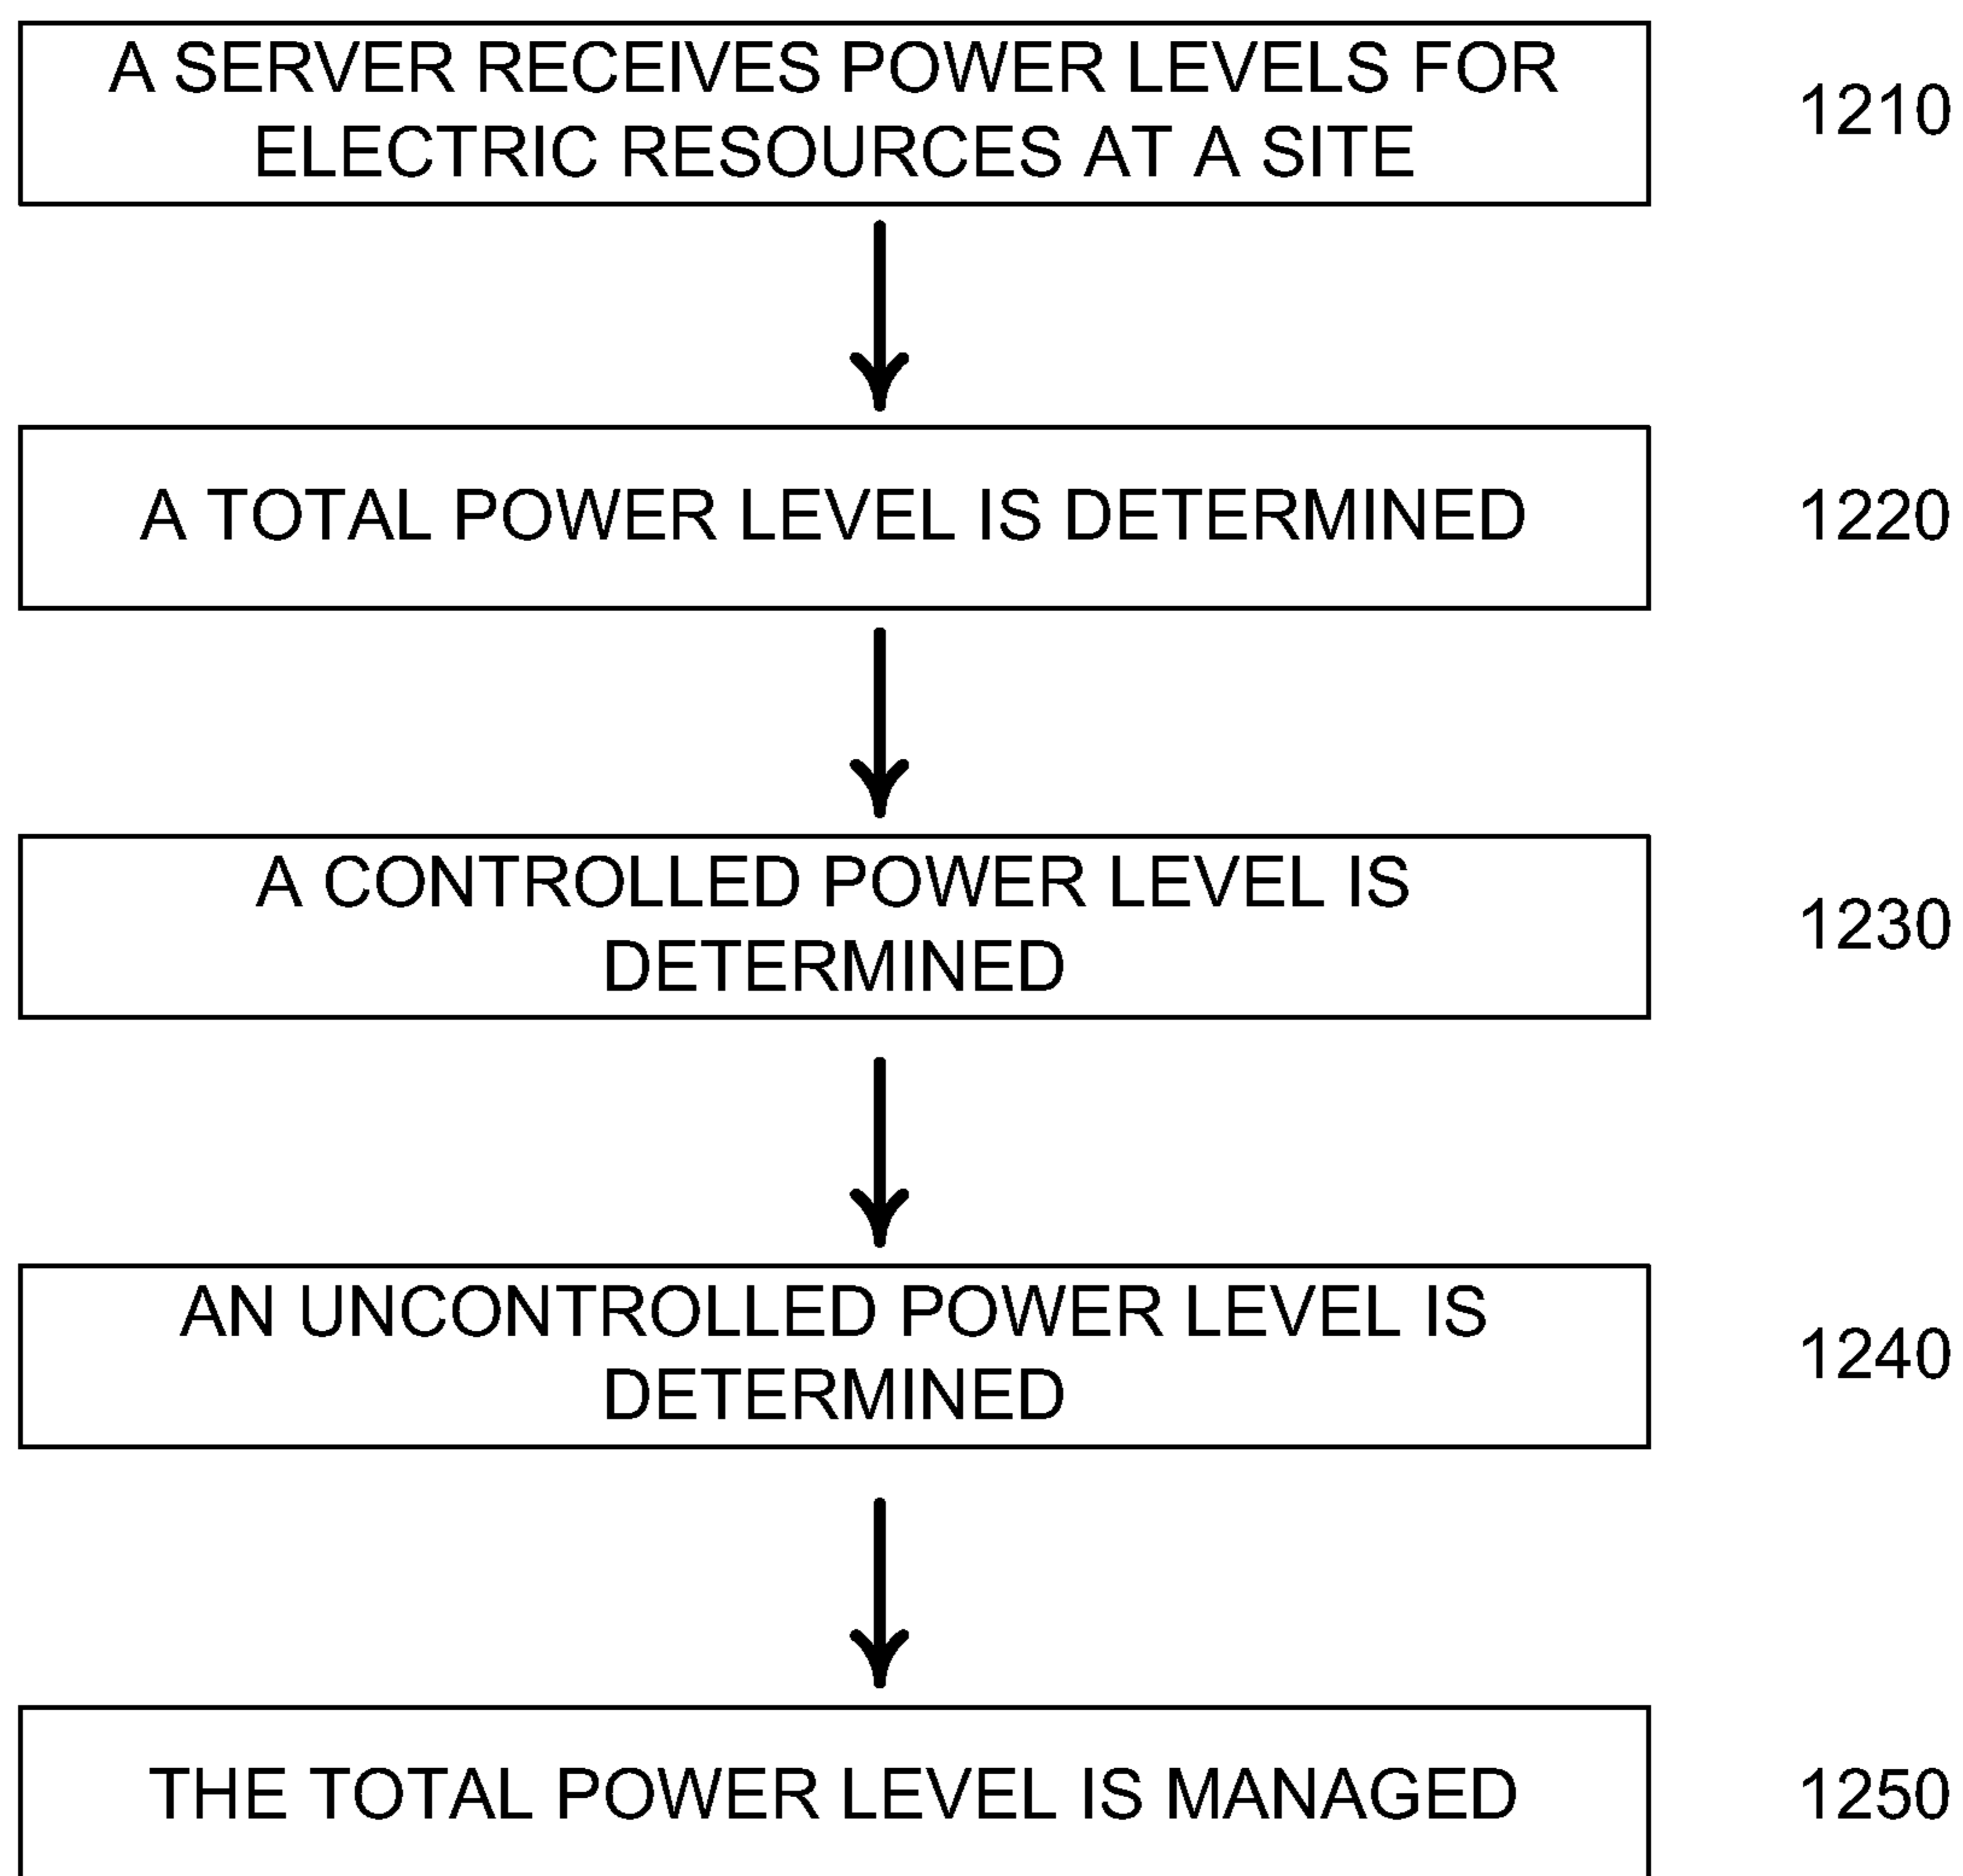 A SERVER RECEIVES POWER LEVELS FOR
ELECTRIC RESOURCES AT A SITE
1210
A TOTAL POWER LEVEL IS DETERMINED
1220
A CONTROLLED POWER LEVEL IS
DETERMINED
1230
AN UNCONTROLLED POWER LEVEL IS
DETERMINED
1240
THE TOTAL POWER LEVEL IS MANAGED
1250